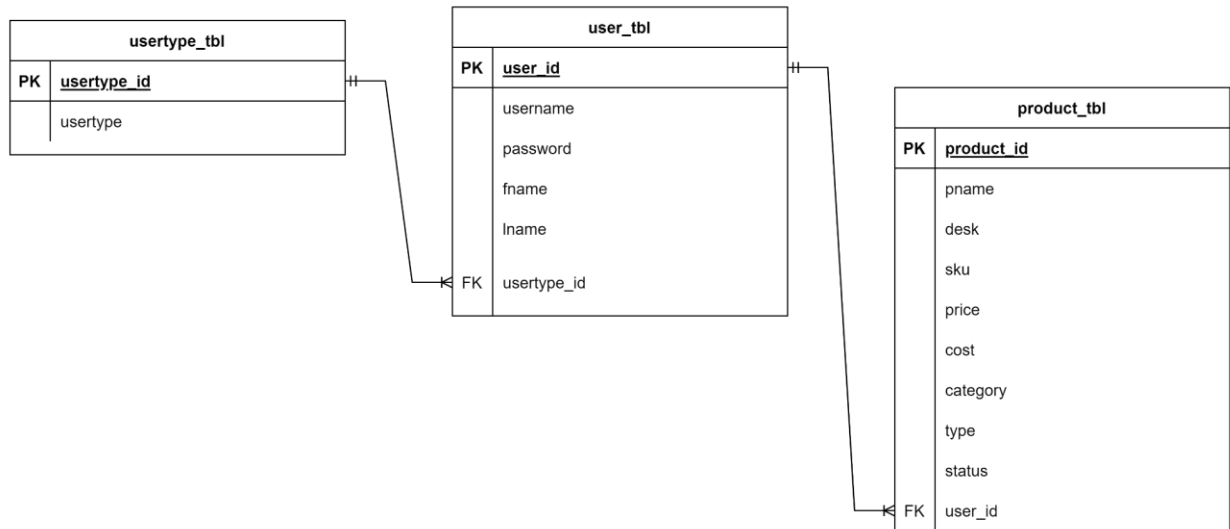 usertype_tbl
PK usertype_id
usertype
user_tbl
PK user_id
username
password
fname
lname
FK usertype_id
product_tbl
PK product_id
pname
desk
sku
price
cost
category
type
status
FK user_id